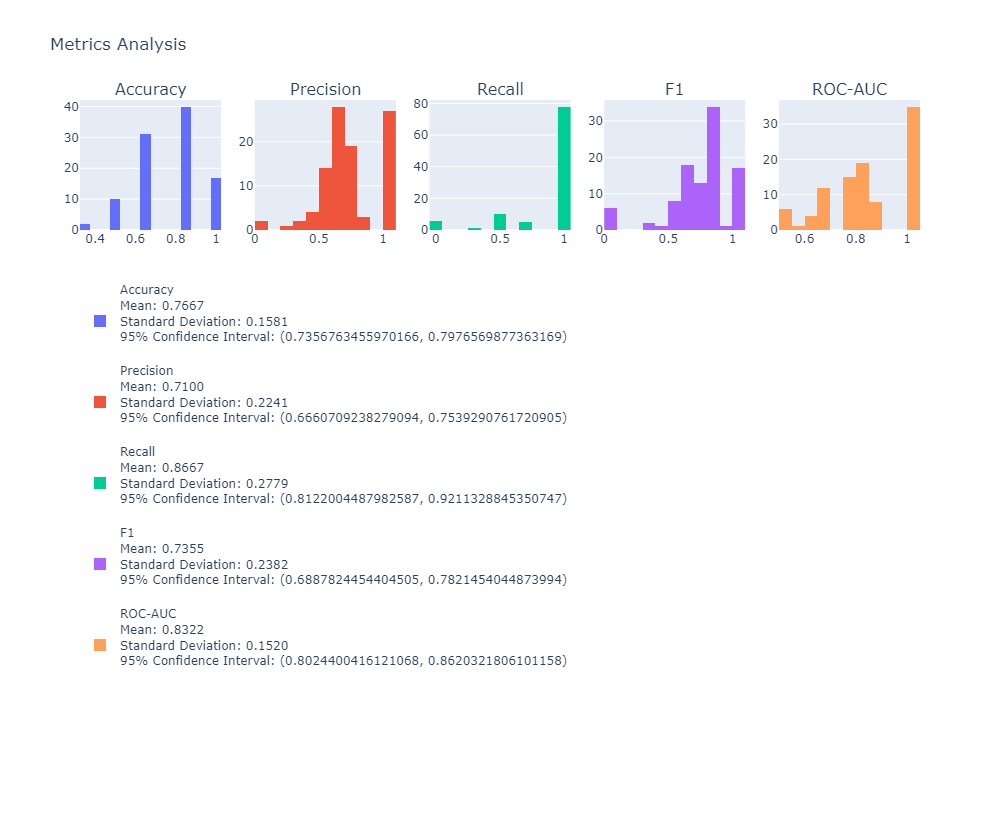 Metrics Analysis
Accuracy Precision Recall F1 ROC-AUC
40
30
20
10
0
0.4 0.6 0.8 1
20
10
0
0 0.5 1
80
60
40
20
0
0 0.5 1
30
20
10
0
0 0.5 1
30
20
10
0
0.6 0.8 1
Accuracy
Mean: 0.7667
Standard Deviation: 0.1581
95% Confidence Interval: (0.7356763455970166, 0.7976569877363169)
Precision
Mean: 0.7100
Standard Deviation: 0.2241
95% Confidence Interval: (0.6660709238279094, 0.7539290761720905)
Recall
Mean: 0.8667
Standard Deviation: 0.2779
95% Confidence Interval: (0.8122004487982587, 0.9211328845350747)
F1
Mean: 0.7355
Standard Deviation: 0.2382
95% Confidence Interval: (0.6887824454404505, 0.7821454044873994)
ROC-AUC
Mean: 0.8322
Standard Deviation: 0.1520
95% Confidence Interval: (0.8024400416121068, 0.8620321806101158)